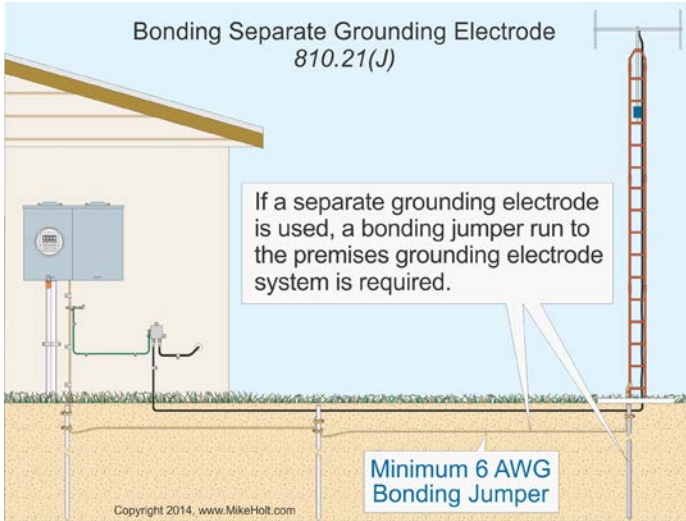 Bonding Separate Grounding Electrode
810.21(J)
If a separate grounding electrode
is used, a bonding jumper run to
the premises grounding electrode
system is required.
Minimum 6 AWG
Bonding Jumper
Copyright 2014, www.MikeHolt.com